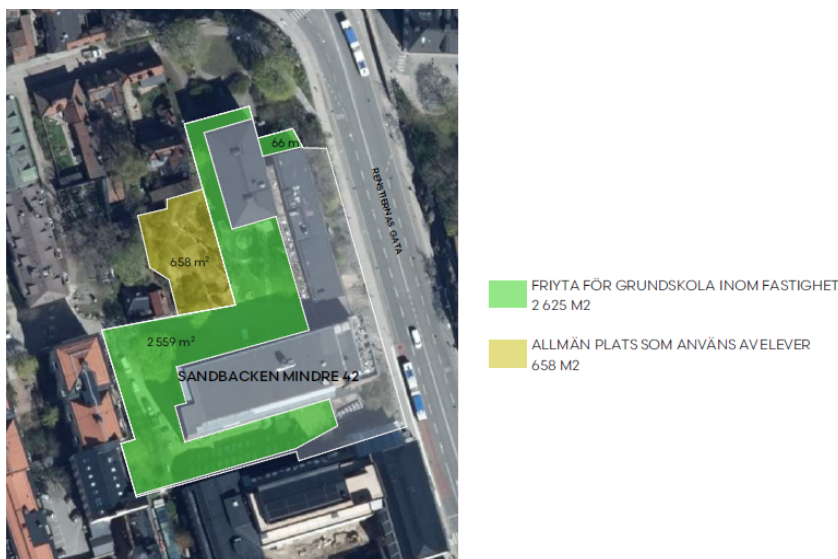 66 m
RENSTIERNAS GATA
658 m²
2 559 m²
SANDBACKEN MINDRE 42
FRIYTA FÖR GRUNDSKOLA INOM FASTIGHET
2 625 M2
ALLMÄN PLATS SOM ANVÄNS AV ELEVER
658 M2